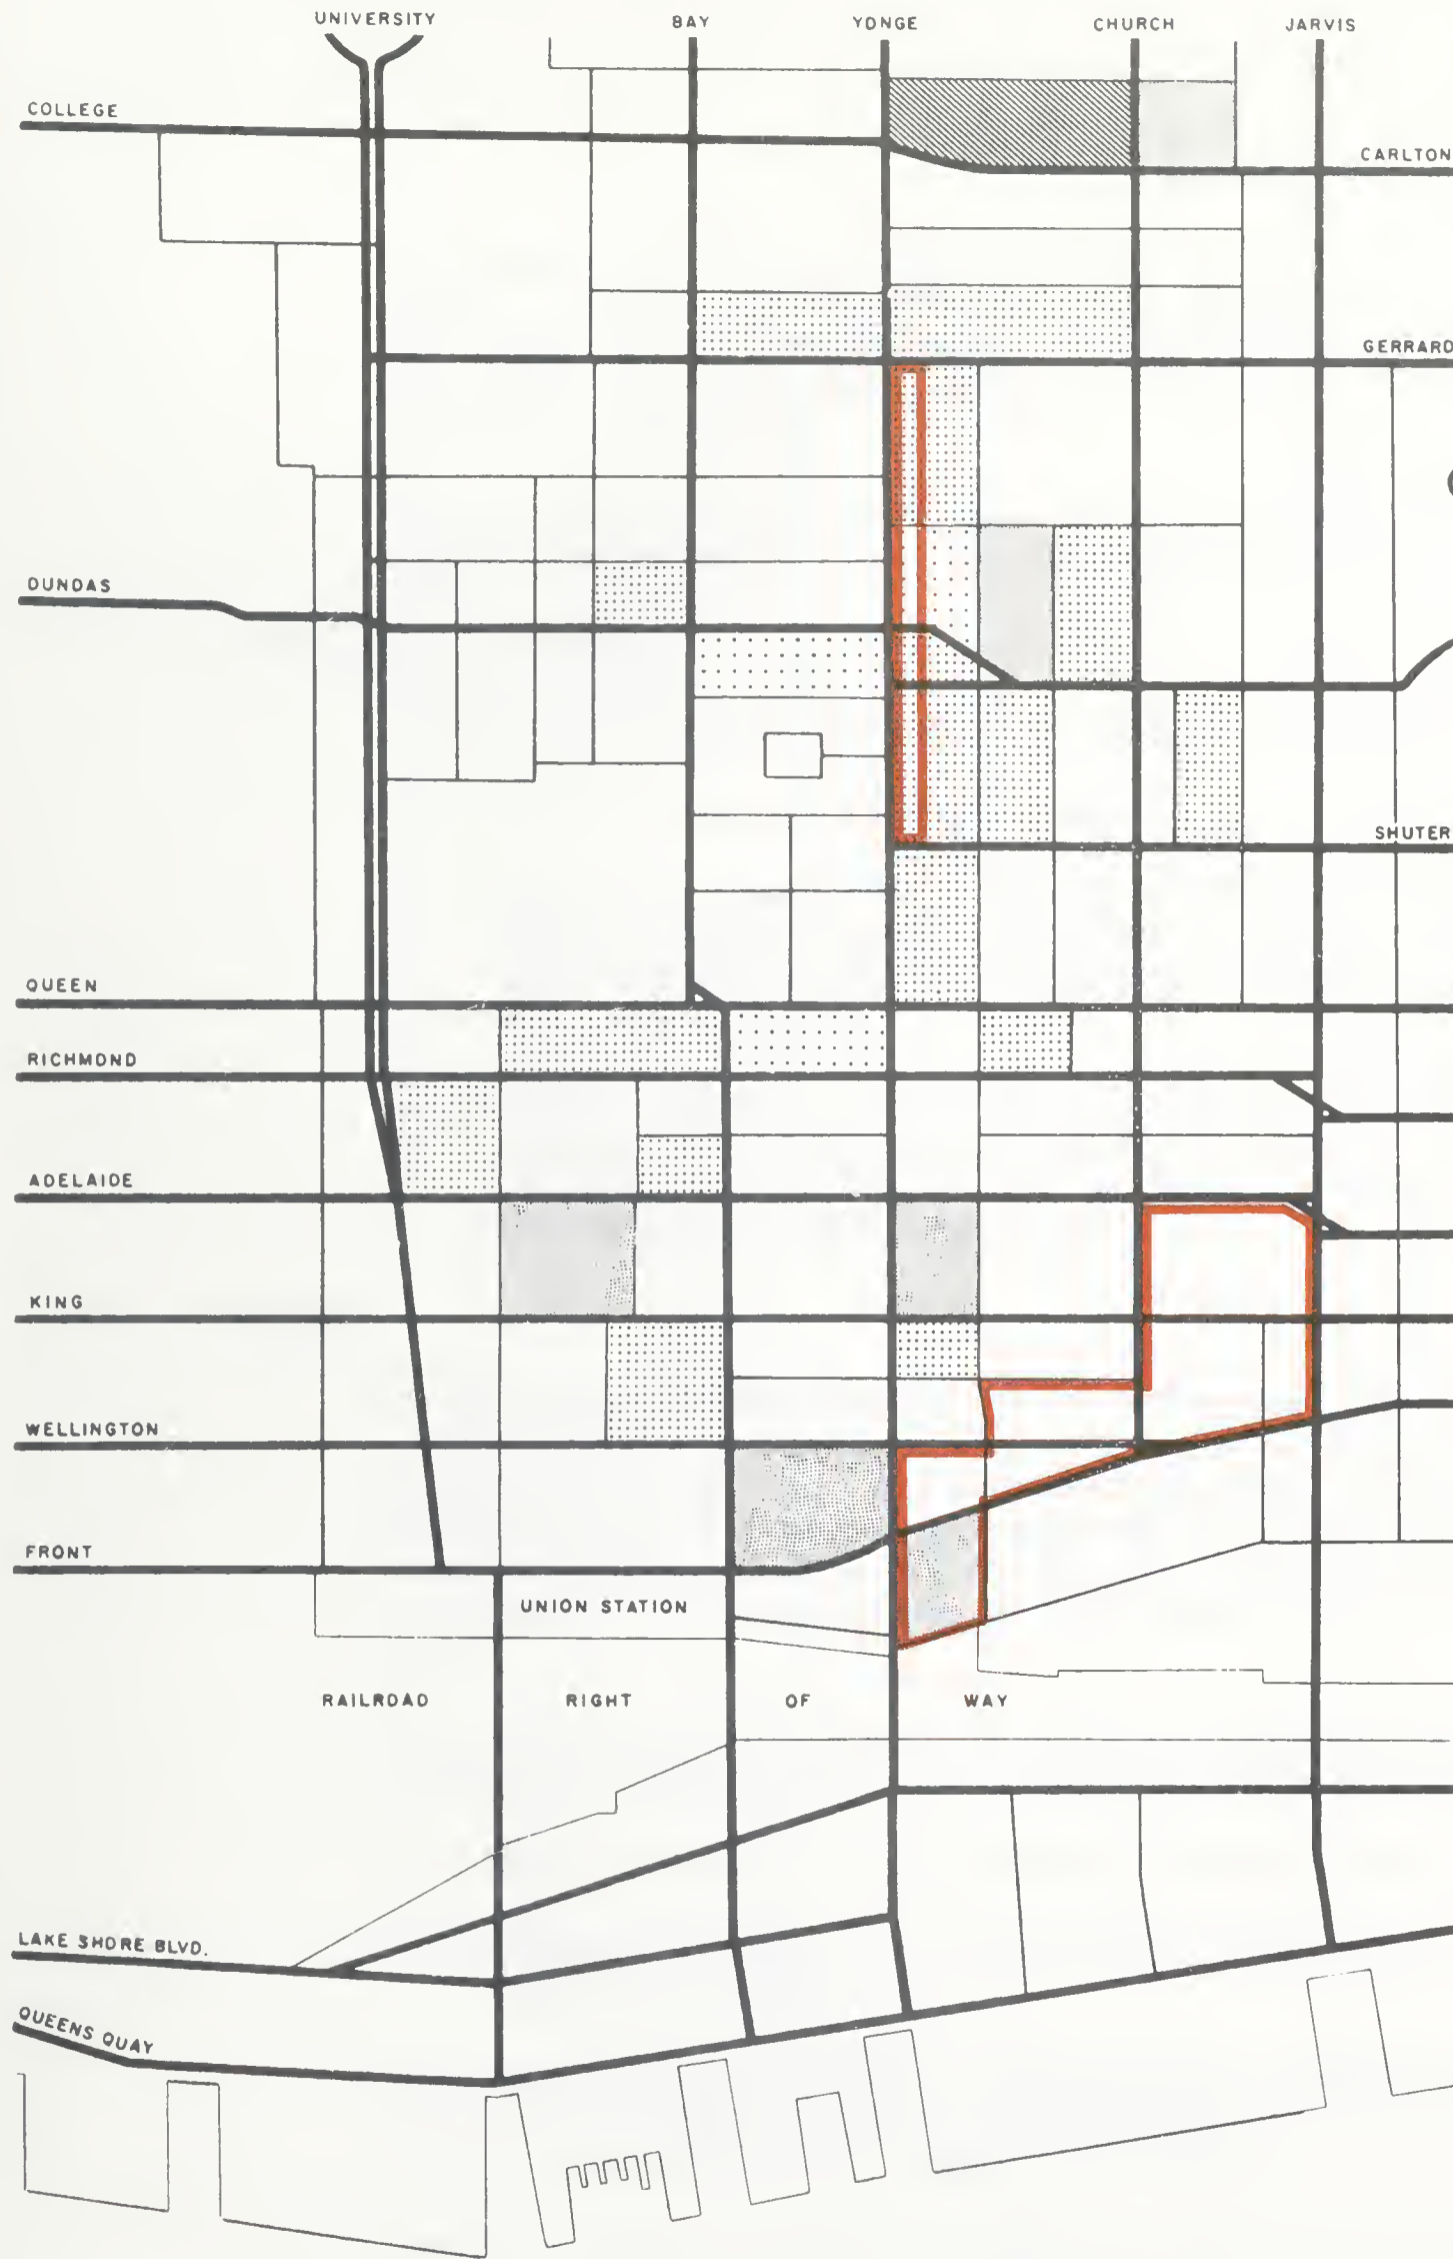 UNIVERSITY
BAY
YONGE
CHURCH
JARVIS
COLLEGE
CARLTON
GERRARD
DUNDAS
SHUTER
QUEEN
RICHMOND
ADELAIDE
KING
WELLINGTON
FRONT
UNION STATION
RAILROAD RIGHT OF WAY
LAKE SHORE BLVD.
QUEENS QUAY